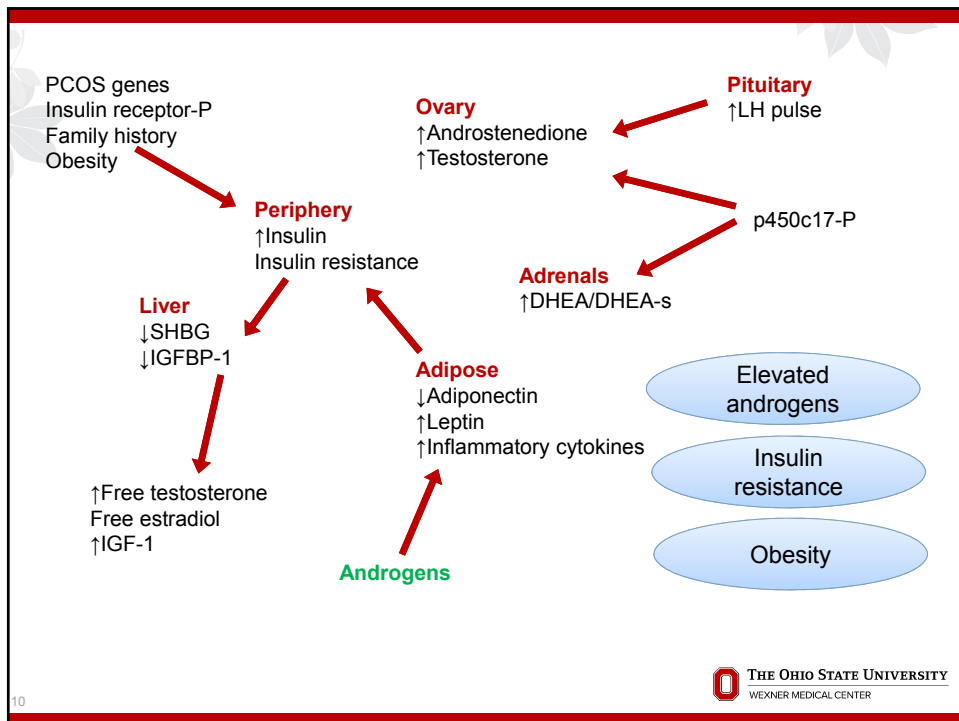 PCOS genes
Insulin receptor-P
Family history
Obesity
Ovary
↑Androstenedione
↑Testosterone
Pituitary
↑LH pulse
p450c17-P
Periphery
↑Insulin
Insulin resistance
Adrenals
↑DHEA/DHEA-s
Liver
↓SHBG
↓IGFBP-1
Adipose
↓Adiponectin
↑Leptin
↑Inflammatory cytokines
↑Free testosterone
Free estradiol
↑IGF-1
Androgens
Elevated
androgens
Insulin
resistance
Obesity
THE OHIO STATE UNIVERSITY
WEXNER MEDICAL CENTER
10